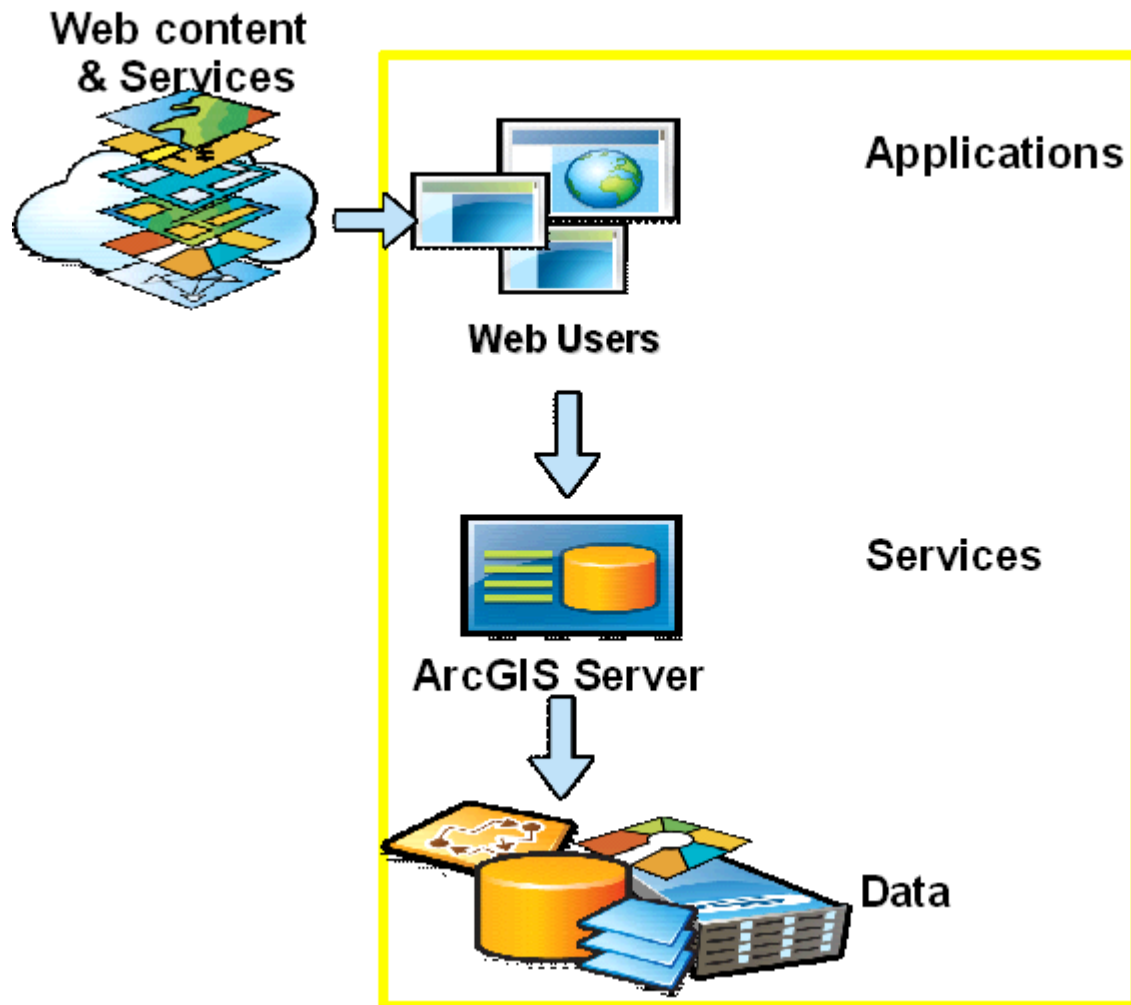 Web content
& Services
Applications
Web Users
Services
ArcGIS Server
Data